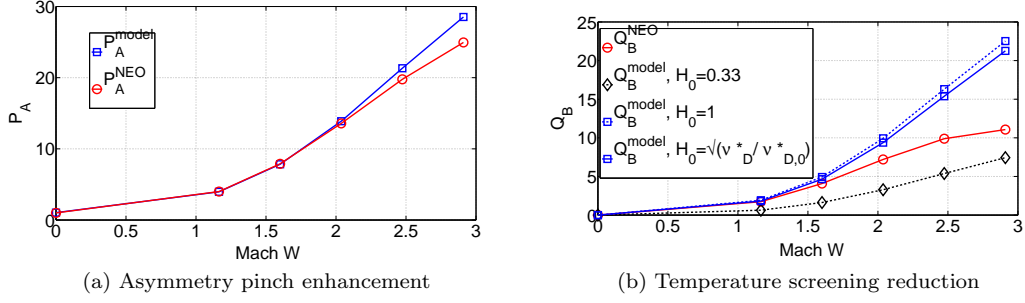 30
20
10
0
P_A
P_A^model
P_A^NEO
0 0.5 1 1.5 2 2.5 3
Mach W
(a) Asymmetry pinch enhancement
25
20
15
10
5
0
Q_B
Q_B^NEO
Q_B^model, H_0=0.33
Q_B^model, H_0=1
Q_B^model, H_0=√(ν*_D/ν*_D,0)
0 0.5 1 1.5 2 2.5 3
Mach W
(b) Temperature screening reduction